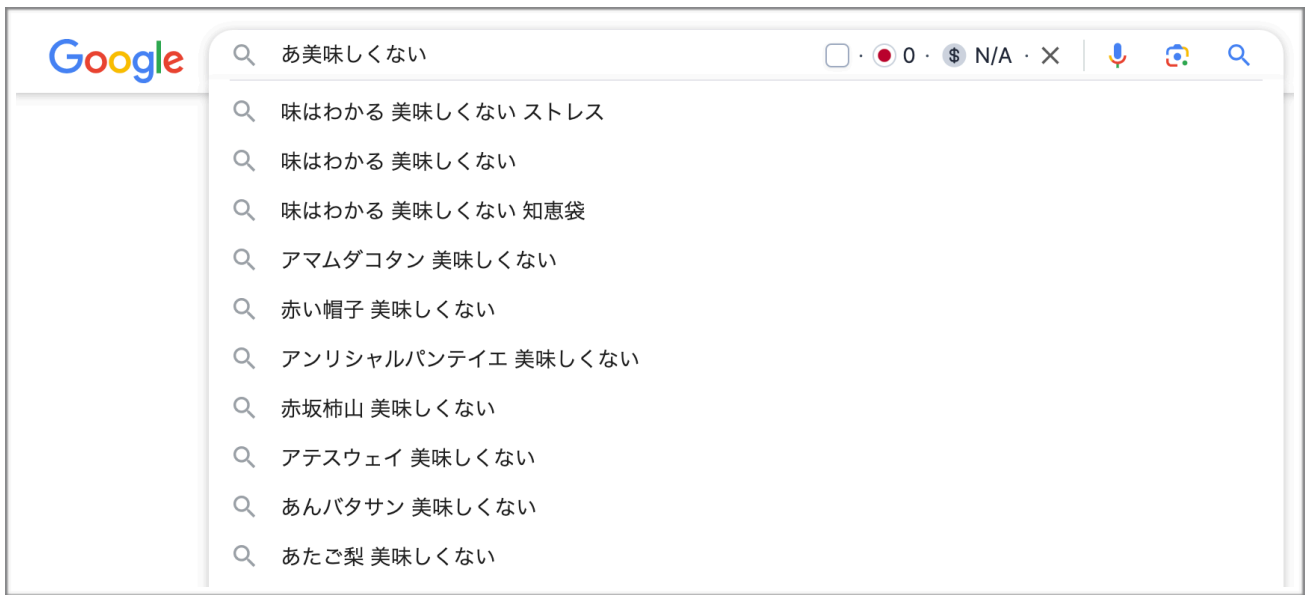 Google あ美味しくない 0 · $ N/A ·
味はわかる 美味しくない ストレス
味はわかる 美味しくない
味はわかる 美味しくない 知恵袋
アマムダコタン 美味しくない
赤い帽子 美味しくない
アンリシャルパンテイエ 美味しくない
赤坂柿山 美味しくない
アテスウェイ 美味しくない
あんバタサン 美味しくない
あたご梨 美味しくない